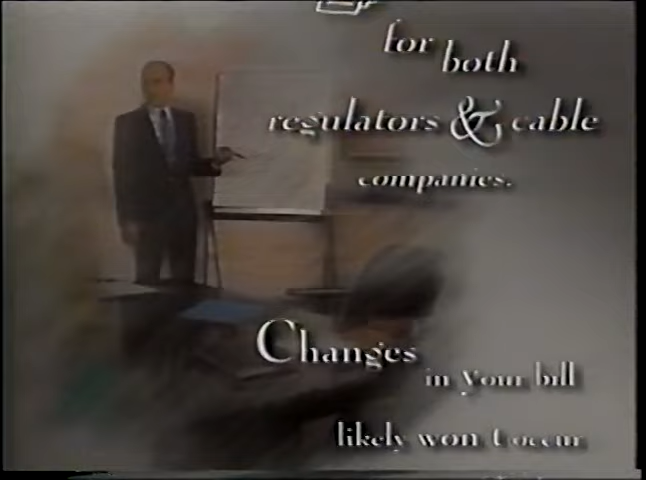 for both
regulators & cable
companies.
Changes
in your bill
likely won't occur